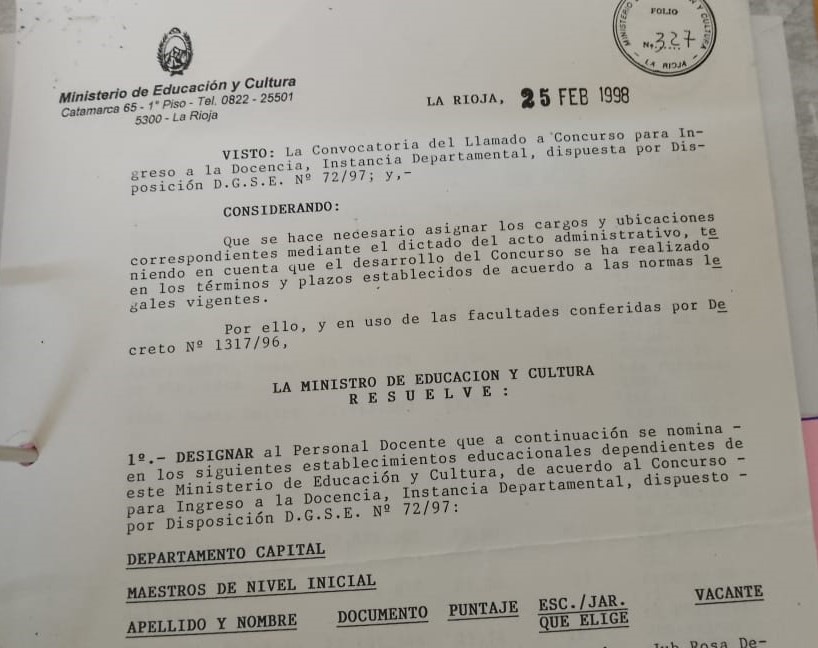 MINISTERIO
Y CULTURA
FOLIO
Nº 327
LA RIOJA
Ministerio de Educación y Cultura
Catamarca 65 - 1º Piso - Tel. 0822 - 25501
5300 - La Rioja
LA RIOJA, 25 FEB 1998
VISTO: La Convocatoria del Llamado a Concurso para In-
greso a la Docencia, Instancia Departamental, dispuesta por Dis-
posición D.G.S.E. Nº 72/97; y,-
CONSIDERANDO:
Que se hace necesario asignar los cargos y ubicaciones
correspondientes mediante el dictado del acto administrativo, te
niendo en cuenta que el desarrollo del Concurso se ha realizado
en los términos y plazos establecidos de acuerdo a las normas le
gales vigentes.
Por ello, y en uso de las facultades conferidas por De
creto Nº 1317/96,
LA MINISTRO DE EDUCACION Y CULTURA
R E S U E L V E :
1º.- DESIGNAR al Personal Docente que a continuación se nomina -
en los siguientes establecimientos educacionales dependientes de
este Ministerio de Educación y Cultura, de acuerdo al Concurso -
para Ingreso a la Docencia, Instancia Departamental, dispuesto -
por Disposición D.G.S.E. Nº 72/97:
DEPARTAMENTO CAPITAL
MAESTROS DE NIVEL INICIAL
APELLIDO Y NOMBRE DOCUMENTO PUNTAJE ESC./JAR. VACANTE
QUE ELIGE
Jub Rosa De-